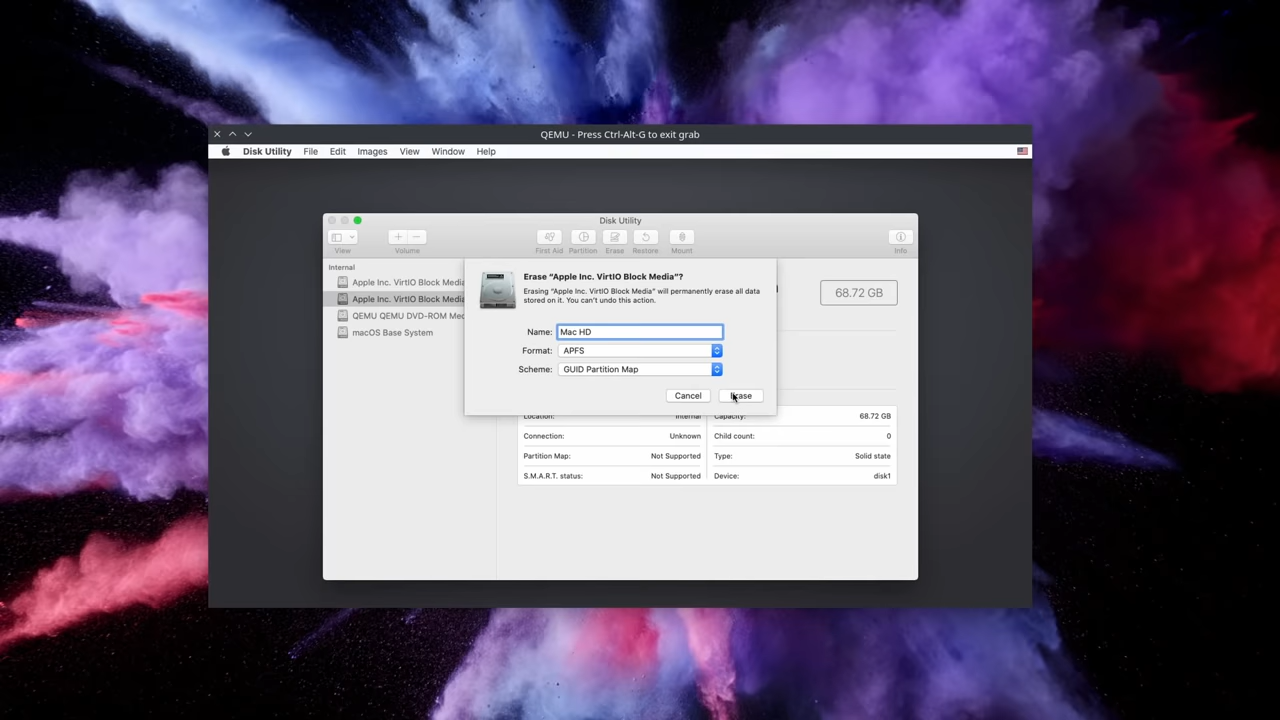 QEMU - Press Ctrl-Alt-G to exit grab
Disk Utility File Edit Images View Window Help
Disk Utility
View Volume First Aid Partition Erase Restore Mount Info
Internal
Apple Inc. VirtIO Block Media
Apple Inc. VirtIO Block Media
QEMU QEMU DVD-ROM Med
macOS Base System
68.72 GB
Erase “Apple Inc. VirtIO Block Media”?
Erasing “Apple Inc. VirtIO Block Media” will permanently erase all data
stored on it. You can’t undo this action.
Name: Mac HD
Format: APFS
Scheme: GUID Partition Map
Cancel Erase
Location: Internal Capacity: 68.72 GB
Connection: Unknown Child count: 0
Partition Map: Not Supported Type: Solid state
S.M.A.R.T. status: Not Supported Device: disk1